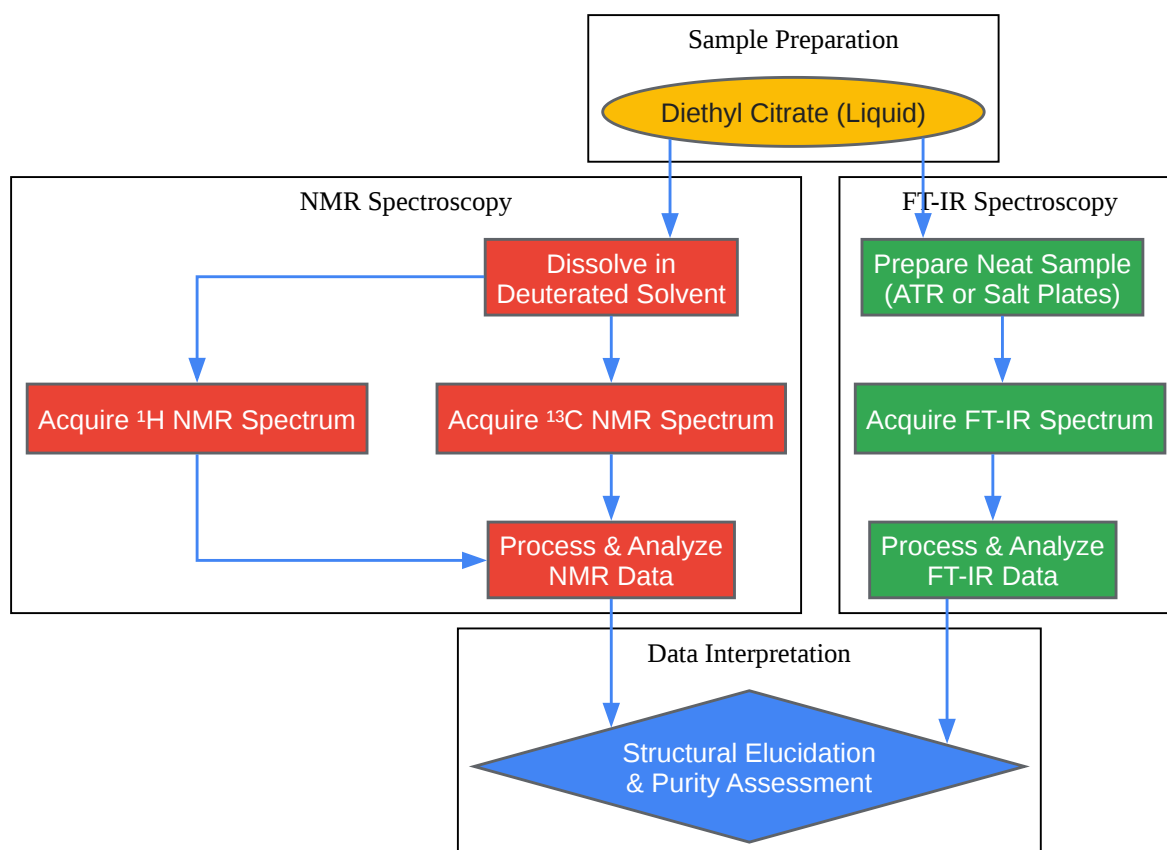 Sample Preparation
Diethyl Citrate (Liquid)
NMR Spectroscopy
FT-IR Spectroscopy
Dissolve in
Deuterated Solvent
Prepare Neat Sample
(ATR or Salt Plates)
Acquire ¹H NMR Spectrum
Acquire ¹³C NMR Spectrum
Acquire FT-IR Spectrum
Process & Analyze
NMR Data
Process & Analyze
FT-IR Data
Data Interpretation
Structural Elucidation
& Purity Assessment